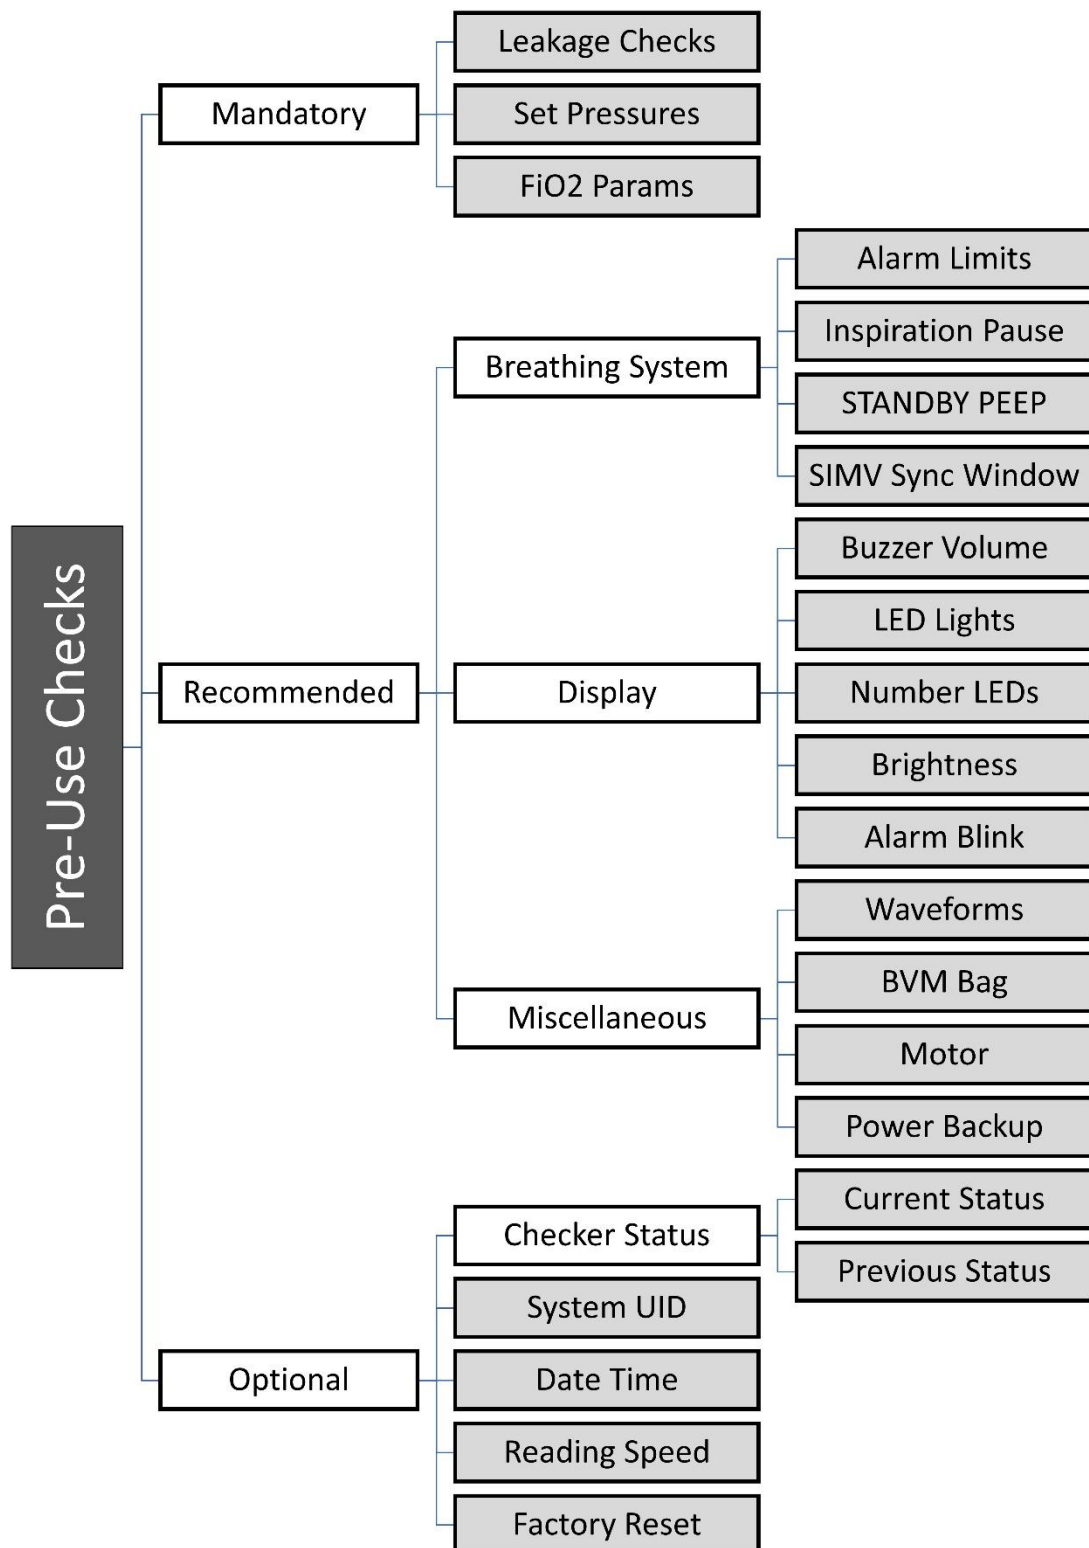 Pre-Use Checks
Mandatory
Leakage Checks
Set Pressures
FiO2 Params
Recommended
Breathing System
Alarm Limits
Inspiration Pause
STANDBY PEEP
SIMV Sync Window
Display
Buzzer Volume
LED Lights
Number LEDs
Brightness
Alarm Blink
Miscellaneous
Waveforms
BVM Bag
Motor
Power Backup
Optional
Checker Status
Current Status
Previous Status
System UID
Date Time
Reading Speed
Factory Reset